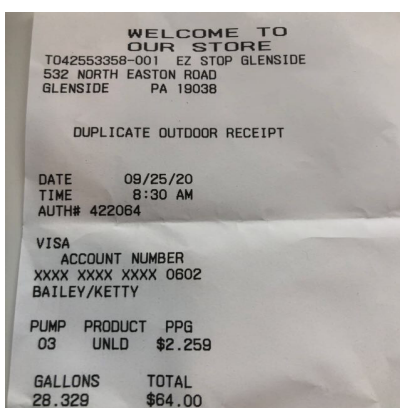 WELCOME TO
OUR STORE
T042553358-001 EZ STOP GLENSIDE
532 NORTH EASTON ROAD
GLENSIDE PA 19038
DUPLICATE OUTDOOR RECEIPT
DATE 09/25/20
TIME 8:30 AM
AUTH# 422064
VISA
ACCOUNT NUMBER
XXXX XXXX XXXX 0602
BAILEY/KETTY
PUMP PRODUCT PPG
03 UNLD $2.259
GALLONS TOTAL
28.329 $64.00